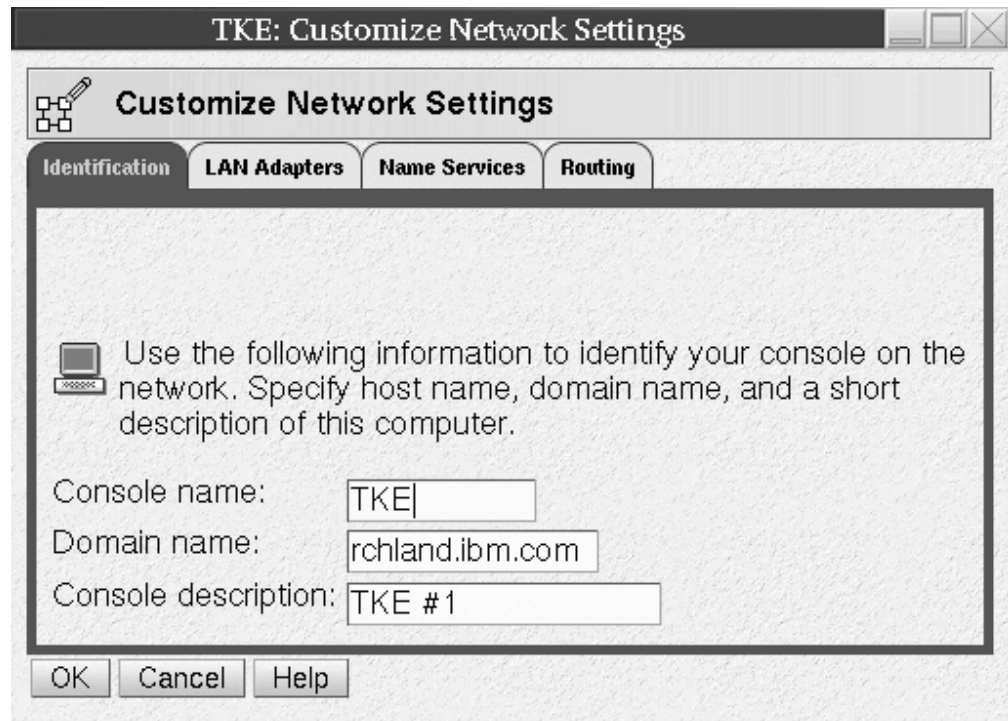 TKE: Customize Network Settings
Customize Network Settings
Identification LAN Adapters Name Services Routing
Use the following information to identify your console on the
network. Specify host name, domain name, and a short
description of this computer.
Console name: TKE
Domain name: rchland.ibm.com
Console description: TKE #1
OK Cancel Help